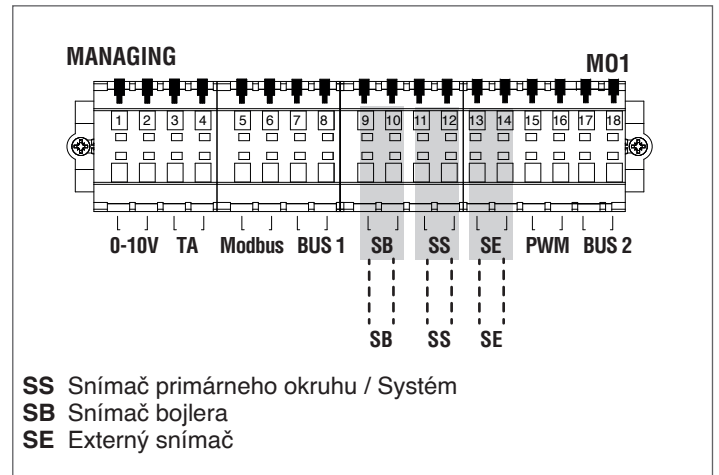 MANAGING M01
1 2 3 4 5 6 7 8 9 10 11 12 13 14 15 16 17 18
0-10V TA Modbus BUS 1 SB SS SE PWM BUS 2
SB SS SE
SS Snímač primárneho okruhu / Systém
SB Snímač bojlera
SE Externý snímač